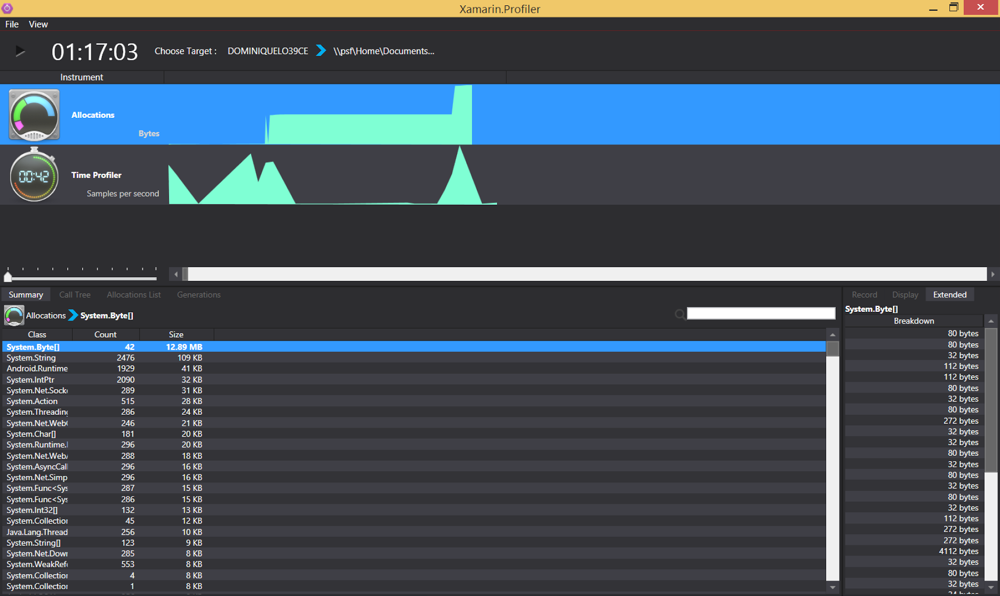 Xamarin.Profiler
File View
01:17:03 Choose Target : DOMINIQUELO39CE \\psf\Home\Documents...
Instrument
Allocations
Bytes
00:42
Time Profiler
Samples per second
Summary Call Tree Allocations List Generations
Allocations System.Byte[]
Class Count Size
System.Byte[] 42 12.89 MB
System.String 2476 109 KB
Android.Runtime 1929 41 KB
System.IntPtr 2090 32 KB
System.Net.Socke 289 31 KB
System.Action 515 28 KB
System.Threading 286 24 KB
System.Net.Web 246 21 KB
System.Char[] 181 20 KB
System.Runtime. 296 20 KB
System.Net.Web 288 18 KB
System.AsyncCal 296 16 KB
System.Net.Simp 296 16 KB
System.Func<Sys 287 15 KB
System.Func<Sys 286 15 KB
System.Int32[] 132 13 KB
System.Collection 45 12 KB
Java.Lang.Thread 256 10 KB
System.String[] 123 9 KB
System.Net.Dow 285 8 KB
System.WeakRefe 553 8 KB
System.Collection 4 8 KB
System.Collection 1 8 KB
Record Display Extended
System.Byte[]
Breakdown
80 bytes
80 bytes
32 bytes
112 bytes
112 bytes
80 bytes
32 bytes
80 bytes
272 bytes
32 bytes
32 bytes
80 bytes
32 bytes
80 bytes
32 bytes
80 bytes
32 bytes
112 bytes
272 bytes
272 bytes
4112 bytes
32 bytes
80 bytes
32 bytes